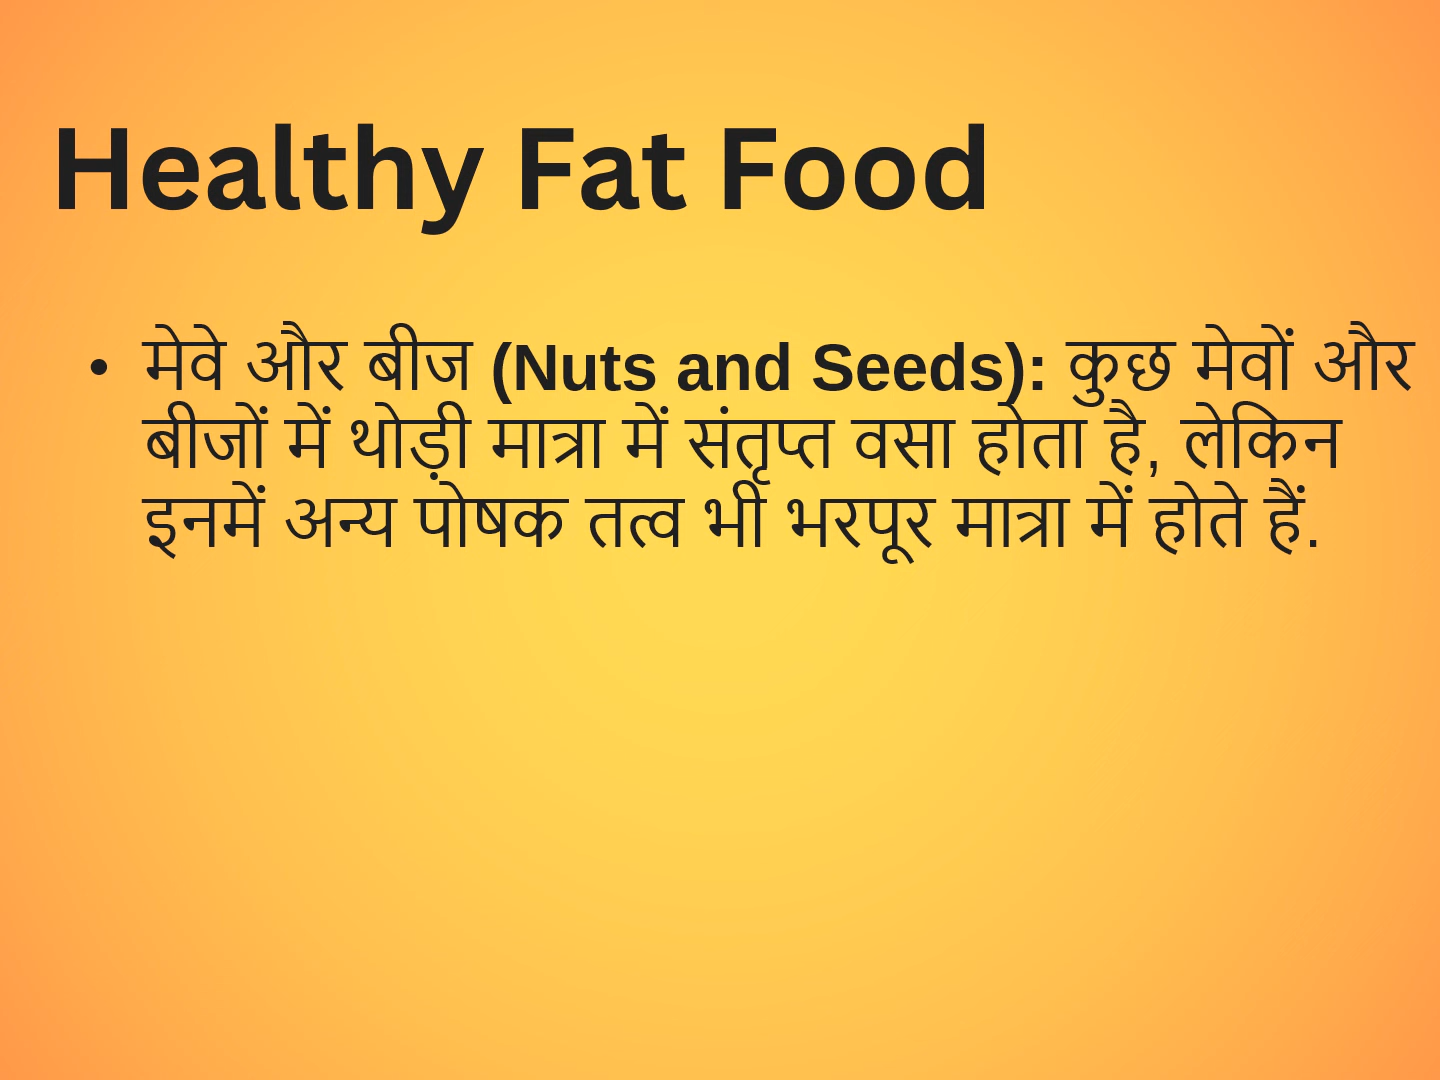 Healthy Fat Food
• मेवे और बीज (Nuts and Seeds): कुछ मेवों और
बीजों में थोड़ी मात्रा में संतृप्त वसा होता है, लेकिन
इनमें अन्य पोषक तत्व भी भरपूर मात्रा में होते हैं.